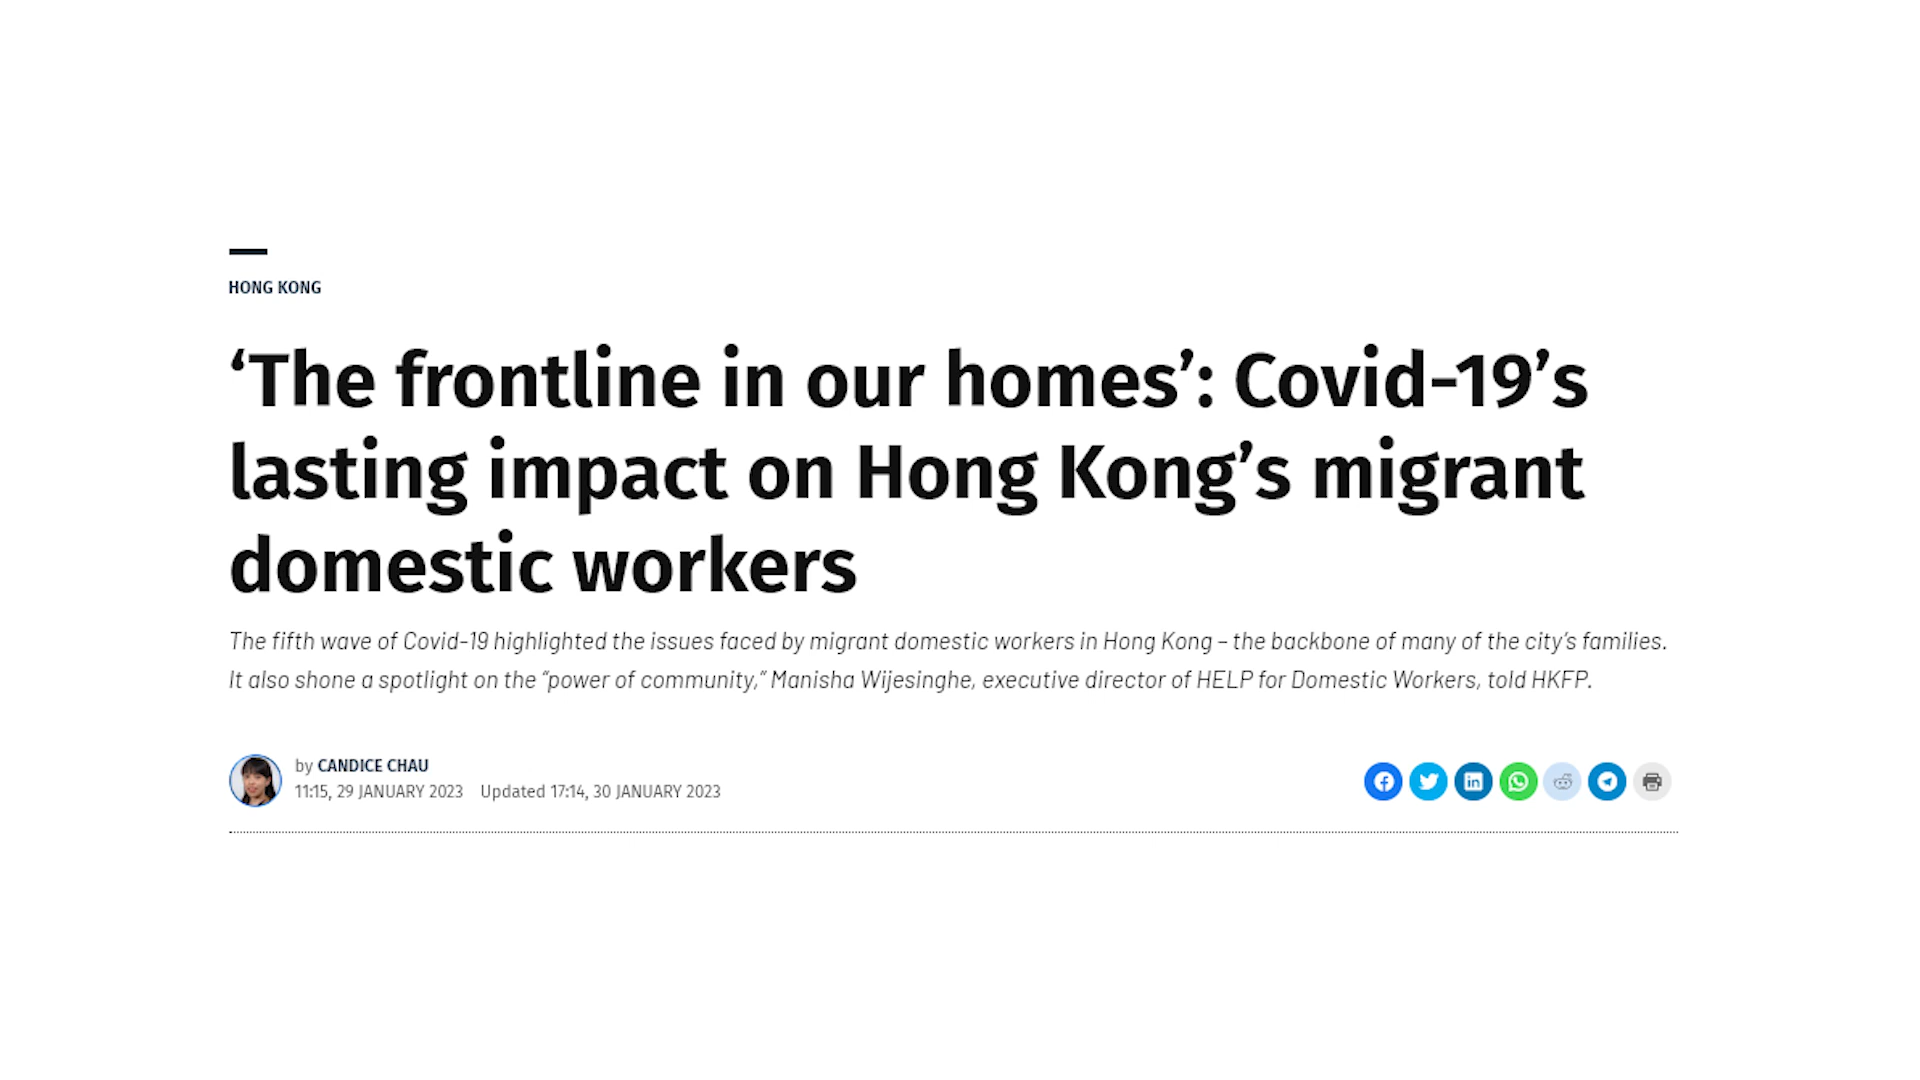 HONG KONG
‘The frontline in our homes’: Covid-19’s
lasting impact on Hong Kong’s migrant
domestic workers
The fifth wave of Covid-19 highlighted the issues faced by migrant domestic workers in Hong Kong – the backbone of many of the city’s families.
It also shone a spotlight on the “power of community,” Manisha Wijesinghe, executive director of HELP for Domestic Workers, told HKFP.
by CANDICE CHAU
11:15, 29 JANUARY 2023 Updated 17:14, 30 JANUARY 2023